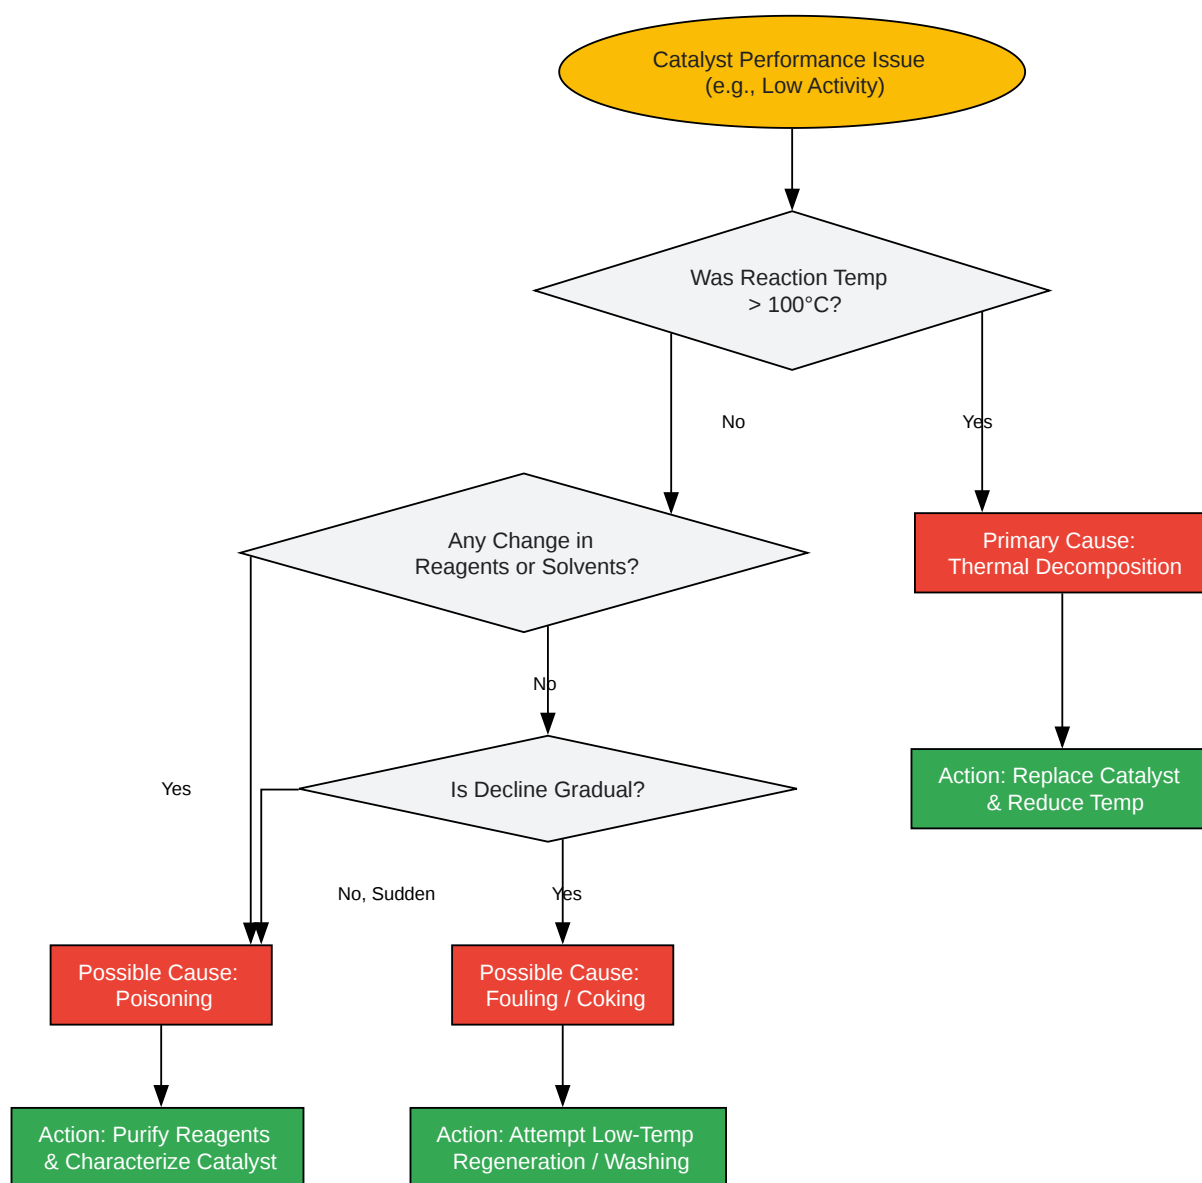 Catalyst Performance Issue
(e.g., Low Activity)
Was Reaction Temp
> 100°C?
No
Yes
Any Change in
Reagents or Solvents?
Primary Cause:
Thermal Decomposition
No
Is Decline Gradual?
Yes
Action: Replace Catalyst
& Reduce Temp
No, Sudden
Yes
Possible Cause:
Poisoning
Possible Cause:
Fouling / Coking
Action: Purify Reagents
& Characterize Catalyst
Action: Attempt Low-Temp
Regeneration / Washing